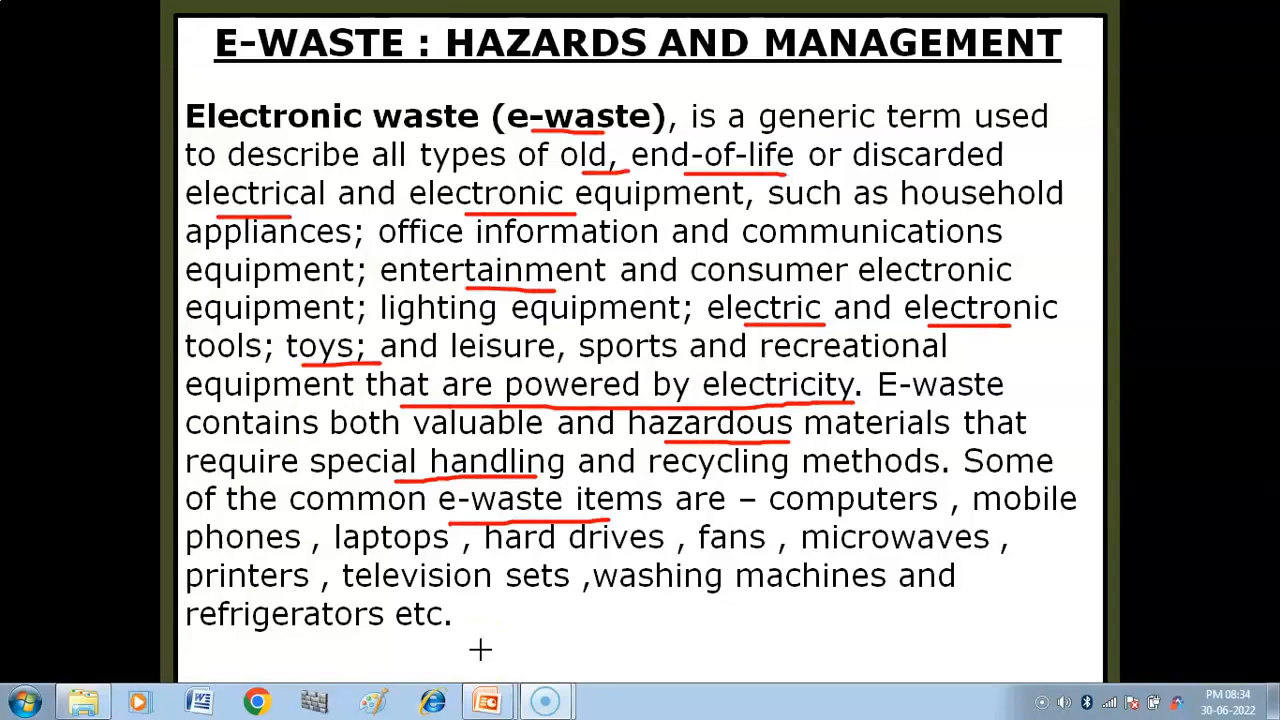 E-WASTE : HAZARDS AND MANAGEMENT
Electronic waste (e-waste), is a generic term used
to describe all types of old, end-of-life or discarded
electrical and electronic equipment, such as household
appliances; office information and communications
equipment; entertainment and consumer electronic
equipment; lighting equipment; electric and electronic
tools; toys; and leisure, sports and recreational
equipment that are powered by electricity. E-waste
contains both valuable and hazardous materials that
require special handling and recycling methods. Some
of the common e-waste items are – computers , mobile
phones , laptops , hard drives , fans , microwaves ,
printers , television sets ,washing machines and
refrigerators etc.
PM 08:34
30-06-2022